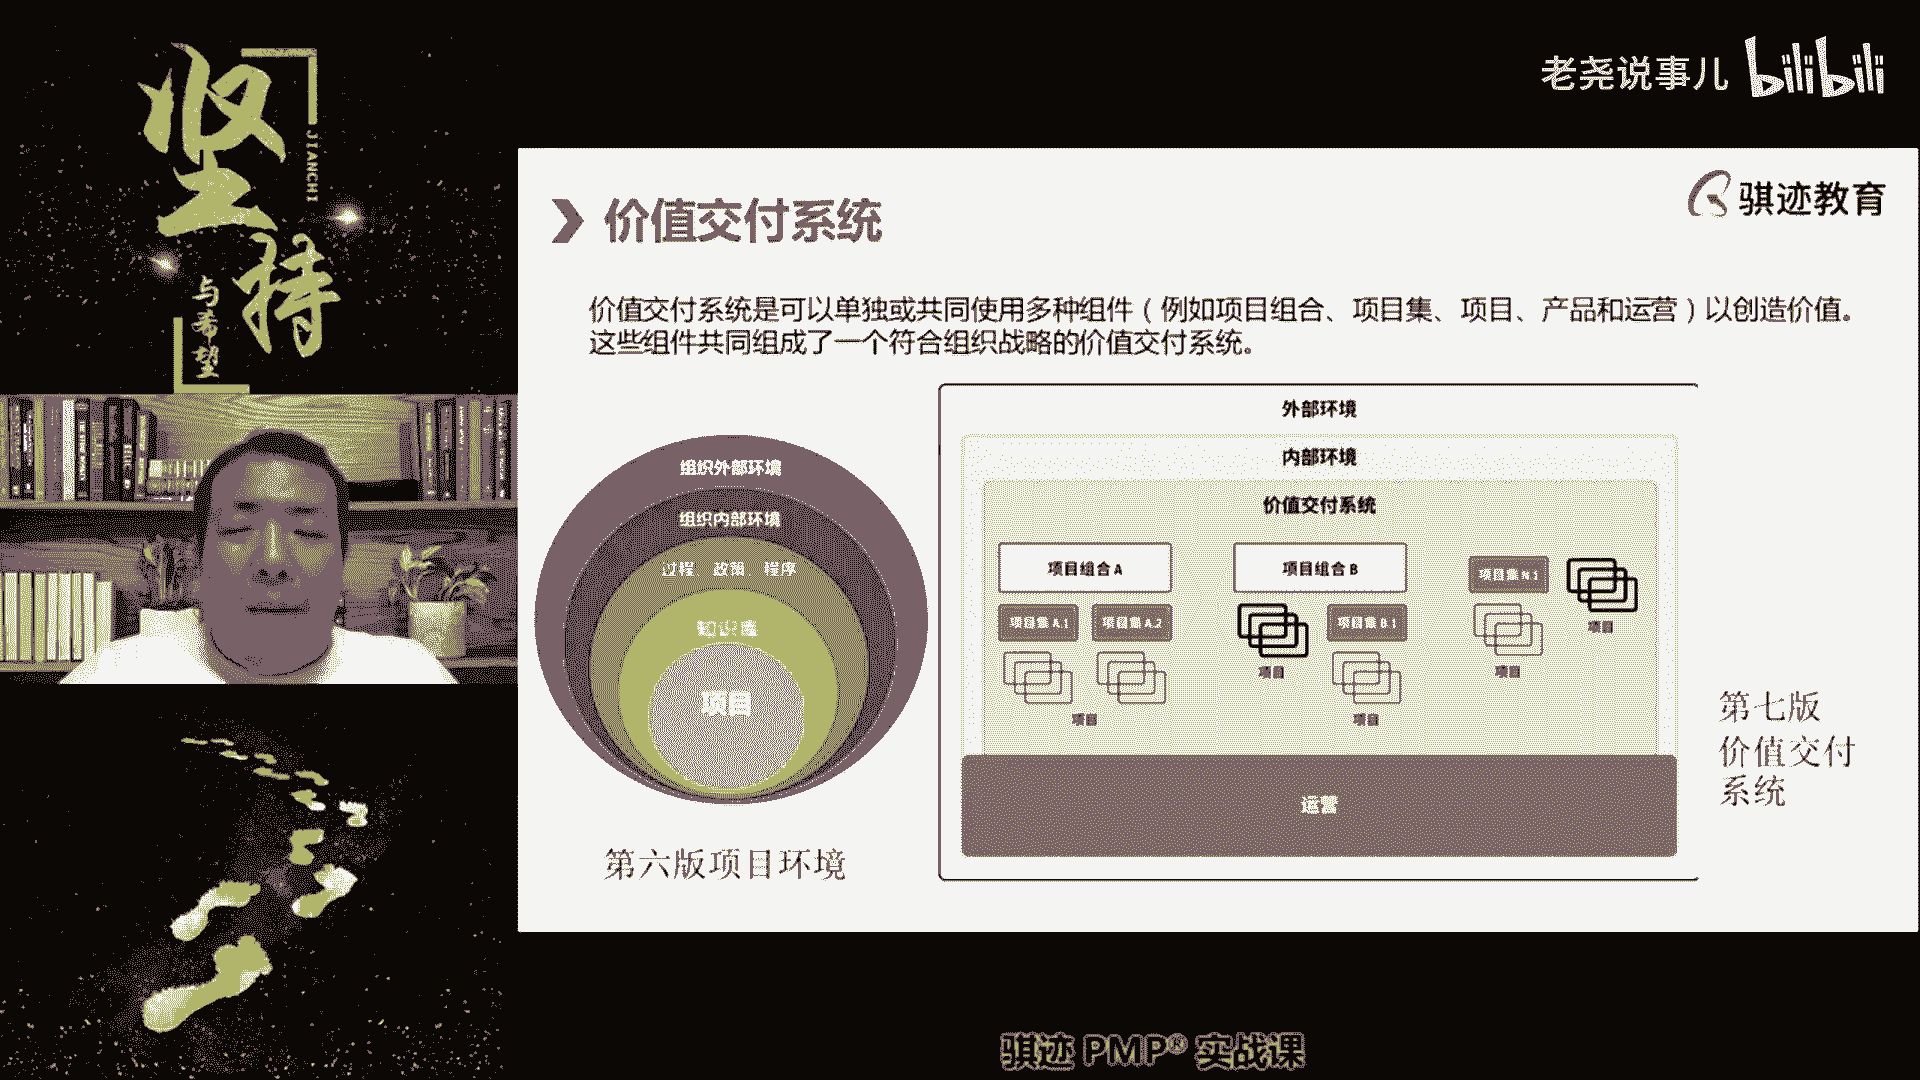 坚持
JIANCHI
与希望
老尧说事儿 bilibili
骐迹教育
价值交付系统
价值交付系统是可以单独或共同使用多种组件（例如项目组合、项目集、项目、产品和运营）以创造价值。
这些组件共同组成了一个符合组织战略的价值交付系统。
组织外部环境
组织内部环境
过程、政策、程序
知识库
项目
第六版项目环境
外部环境
内部环境
价值交付系统
项目组合 A
项目组合 B
项目集 N.1
项目
项目集 A.1
项目集 A.2
项目
项目集 B.1
项目
项目
项目
运营
第七版
价值交付
系统
骐迹 PMP® 实战课